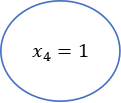 x₄ = 1